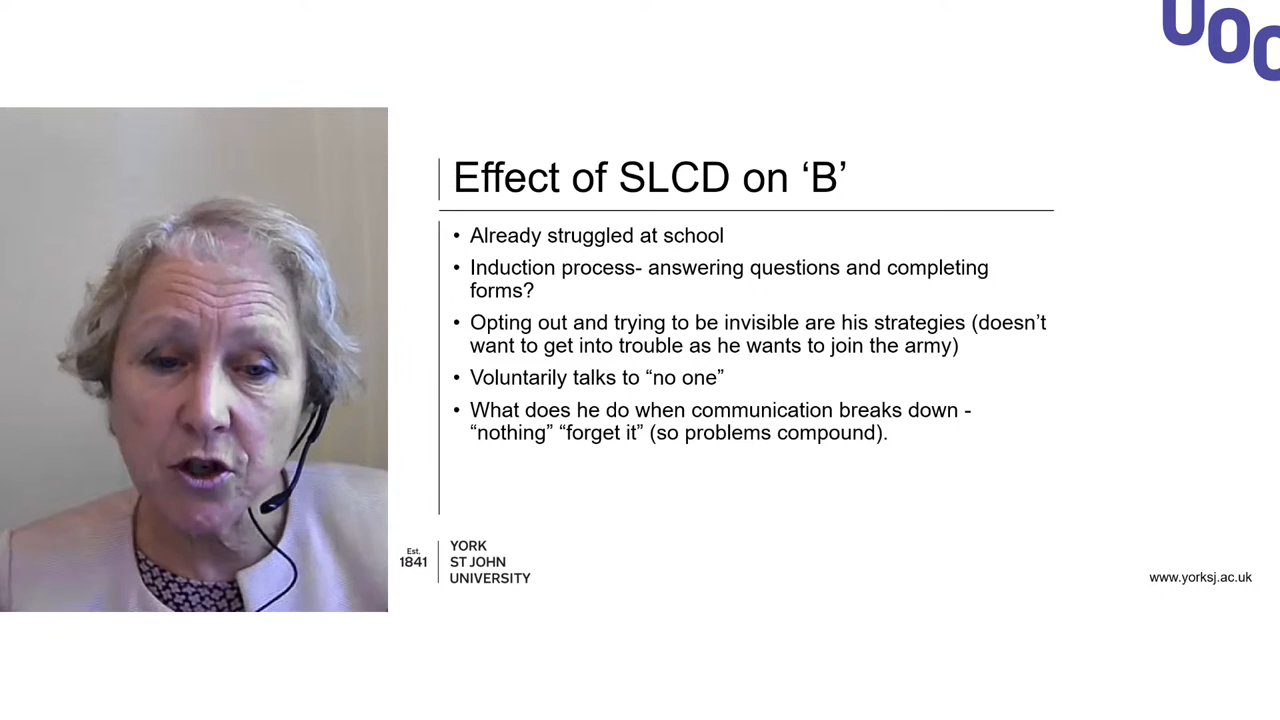 UOC
Effect of SLCD on ‘B’
• Already struggled at school
• Induction process- answering questions and completing
forms?
• Opting out and trying to be invisible are his strategies (doesn’t
want to get into trouble as he wants to join the army)
• Voluntarily talks to “no one”
• What does he do when communication breaks down -
“nothing” “forget it” (so problems compound).
Est.
1841
YORK
ST JOHN
UNIVERSITY
www.yorksj.ac.uk